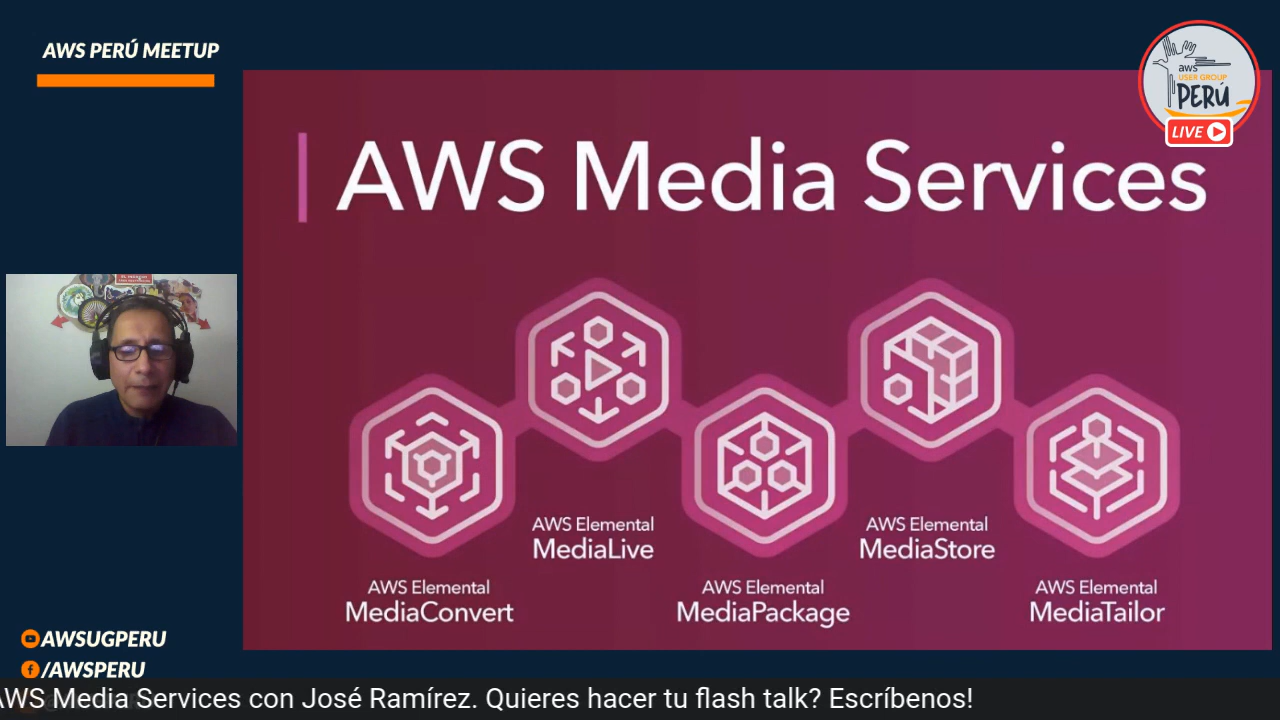 AWS PERÚ MEETUP
aws
USER GROUP
PERÚ
LIVE
AWS Media Services
AWS Elemental
MediaLive
AWS Elemental
MediaStore
AWS Elemental
MediaConvert
AWS Elemental
MediaPackage
AWS Elemental
MediaTailor
AWSUGPERU
/AWSPERU
AWS Media Services con José Ramírez. Quieres hacer tu flash talk? Escríbenos!